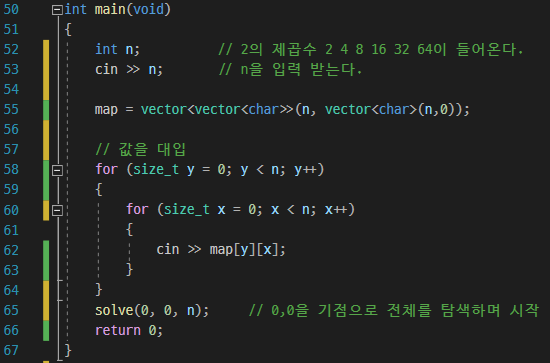 50 int main(void)
51 {
52     int n;          // 2의 제곱수 2 4 8 16 32 64이 들어온다.
53     cin >> n;       // n을 입력 받는다.
54
55     map = vector<vector<char>>(n, vector<char>(n,0));
56
57     // 값을 대입
58     for (size_t y = 0; y < n; y++)
59     {
60         for (size_t x = 0; x < n; x++)
61         {
62             cin >> map[y][x];
63         }
64     }
65     solve(0, 0, n);     // 0,0을 기점으로 전체를 탐색하며 시작
66     return 0;
67 }